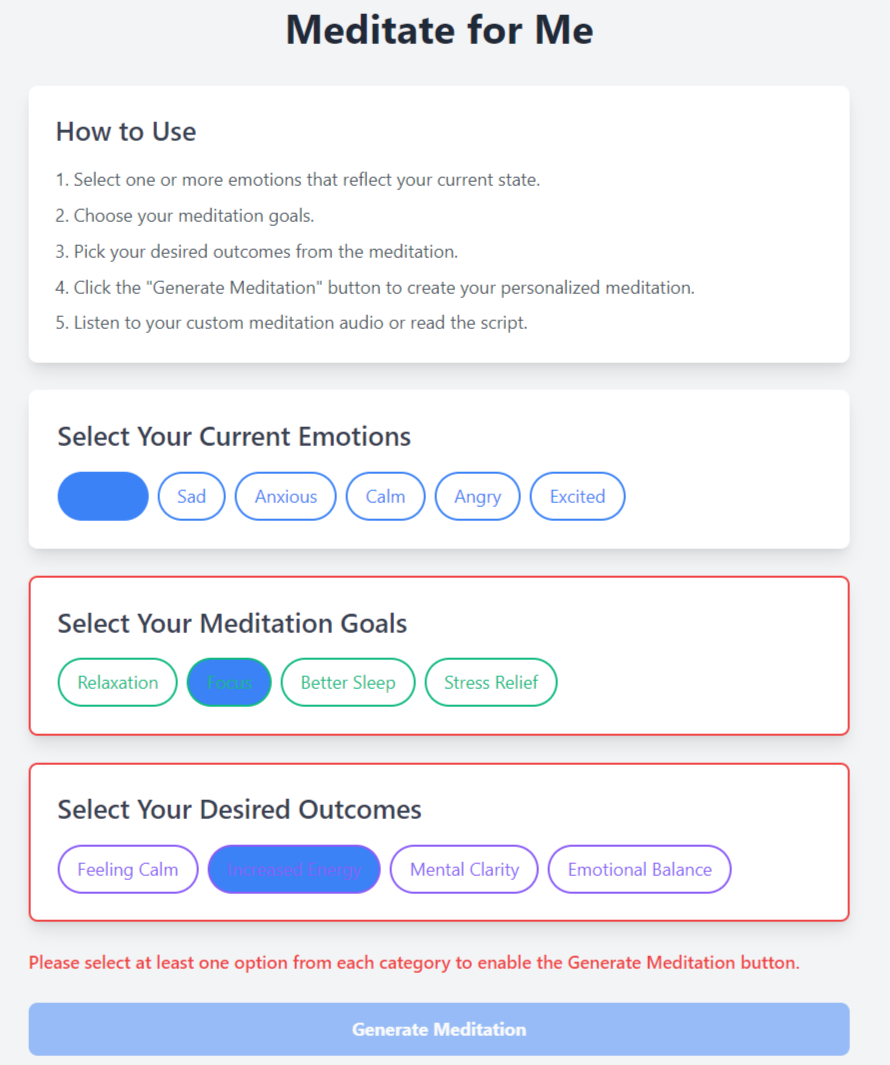 Meditate for Me
How to Use
1. Select one or more emotions that reflect your current state.
2. Choose your meditation goals.
3. Pick your desired outcomes from the meditation.
4. Click the "Generate Meditation" button to create your personalized meditation.
5. Listen to your custom meditation audio or read the script.
Select Your Current Emotions
Sad Anxious Calm Angry Excited
Select Your Meditation Goals
Relaxation Focus Better Sleep Stress Relief
Select Your Desired Outcomes
Feeling Calm Increased Energy Mental Clarity Emotional Balance
Please select at least one option from each category to enable the Generate Meditation button.
Generate Meditation